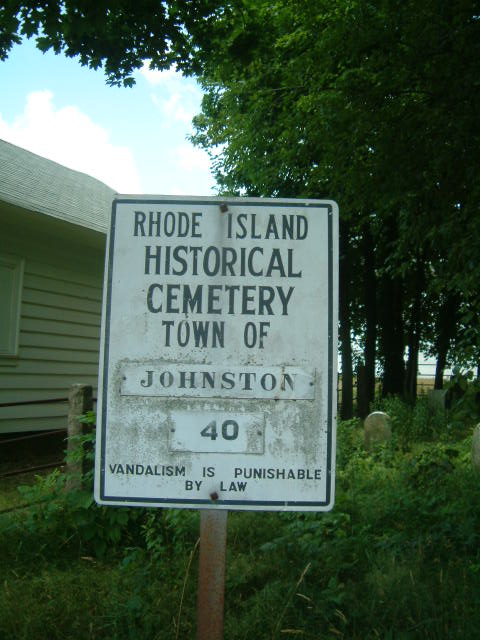 RHODE ISLAND
HISTORICAL
CEMETERY
TOWN OF
JOHNSTON
40
VANDALISM IS PUNISHABLE
BY LAW